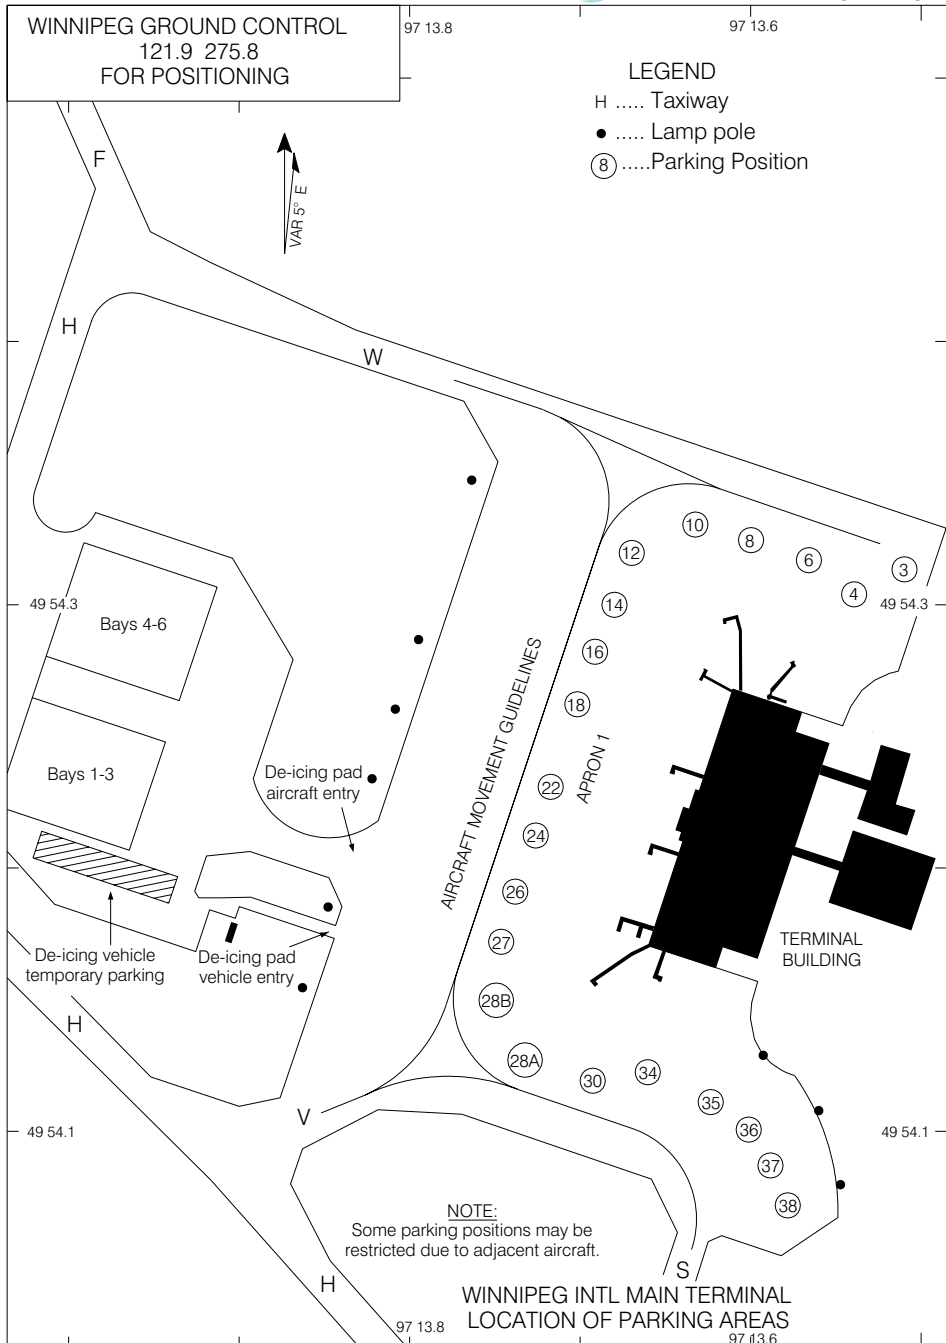 WINNIPEG GROUND CONTROL
121.9 275.8
FOR POSITIONING
97 13.8
97 13.6
LEGEND
H ..... Taxiway
● ..... Lamp pole
8 .....Parking Position
F
VAR 5° E
H
W
10
8
6
3
12
4
49 54.3
14
49 54.3
Bays 4-6
16
18
AIRCRAFT MOVEMENT GUIDELINES
APRON 1
Bays 1-3
De-icing pad
aircraft entry
22
24
26
27
De-icing vehicle
temporary parking
De-icing pad
vehicle entry
TERMINAL
BUILDING
28B
H
28A
34
30
35
V
36
49 54.1
49 54.1
37
38
NOTE:
Some parking positions may be
restricted due to adjacent aircraft.
S
H
WINNIPEG INTL MAIN TERMINAL
LOCATION OF PARKING AREAS
97 13.8
97 13.6